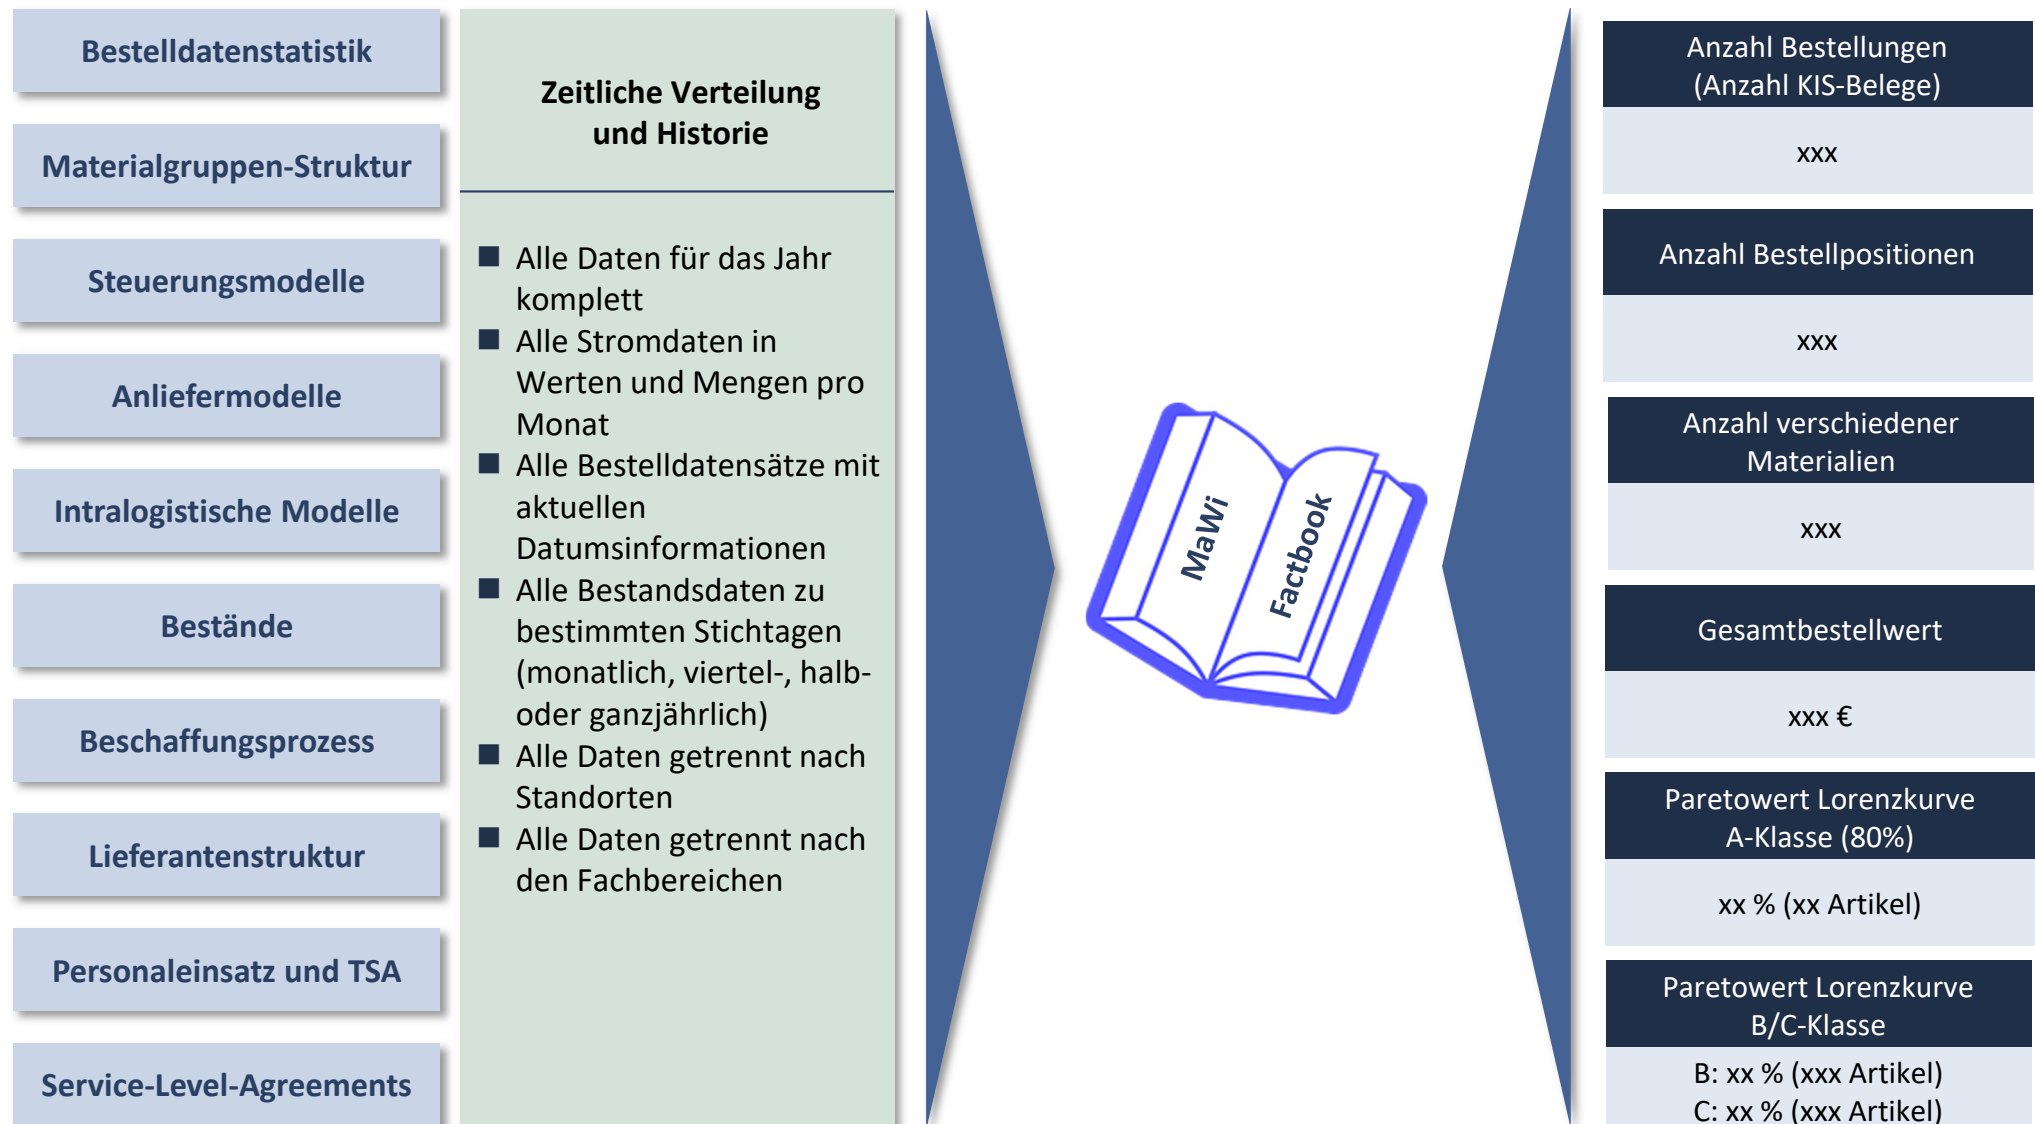 Bestelldatenstatistik
Materialgruppen-Struktur
Steuerungsmodelle
Anliefermodelle
Intralogistische Modelle
Bestände
Beschaffungsprozess
Lieferantenstruktur
Personaleinsatz und TSA
Service-Level-Agreements
Zeitliche Verteilung
und Historie
■ Alle Daten für das Jahr
komplett
■ Alle Stromdaten in
Werten und Mengen pro
Monat
■ Alle Bestelldatensätze mit
aktuellen
Datumsinformationen
■ Alle Bestandsdaten zu
bestimmten Stichtagen
(monatlich, viertel-, halb-
oder ganzjährlich)
■ Alle Daten getrennt nach
Standorten
■ Alle Daten getrennt nach
den Fachbereichen
MaWi
Factbook
Anzahl Bestellungen
(Anzahl KIS-Belege)
xxx
Anzahl Bestellpositionen
xxx
Anzahl verschiedener
Materialien
xxx
Gesamtbestellwert
xxx €
Paretowert Lorenzkurve
A-Klasse (80%)
xx % (xx Artikel)
Paretowert Lorenzkurve
B/C-Klasse
B: xx % (xxx Artikel)
C: xx % (xxx Artikel)